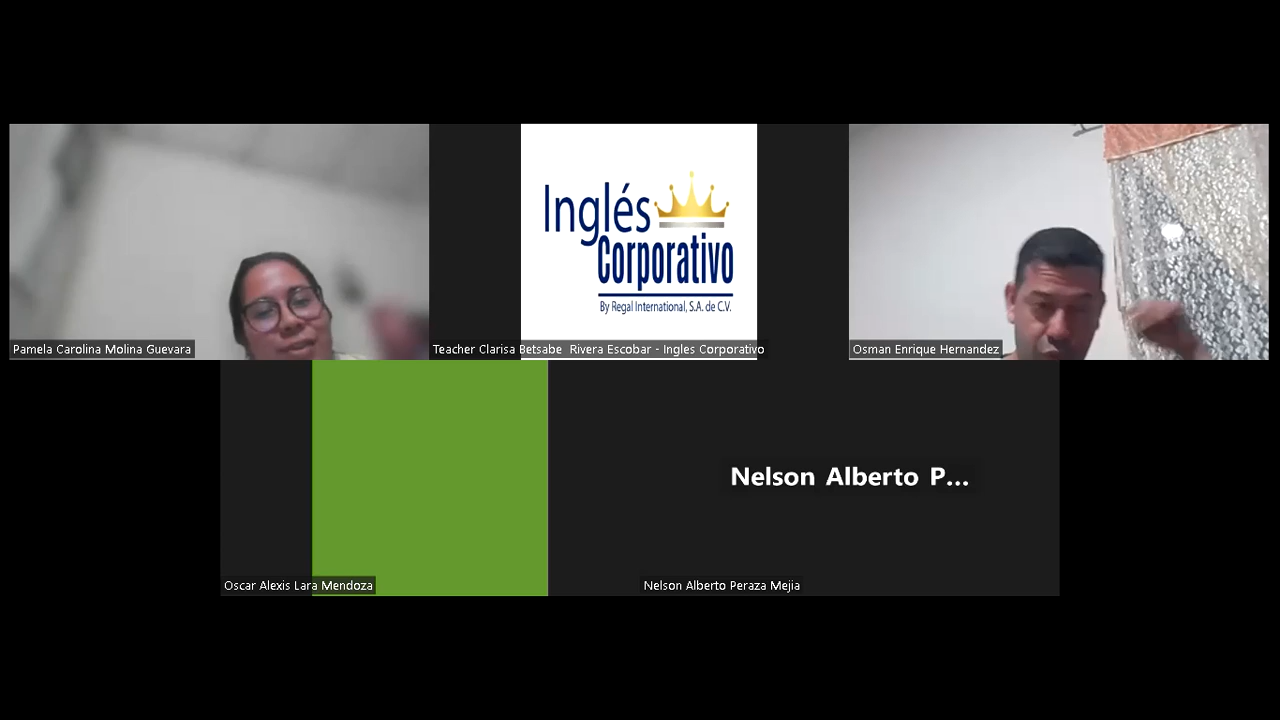 Inglés
Corporativo
By Regal International, S.A. de C.V.
Pamela Carolina Molina Guevara
Teacher Clarisa Betsabe  Rivera Escobar - Ingles Corporativo
Osman Enrique Hernandez
Nelson Alberto P...
Oscar Alexis Lara Mendoza
Nelson Alberto Peraza Mejia